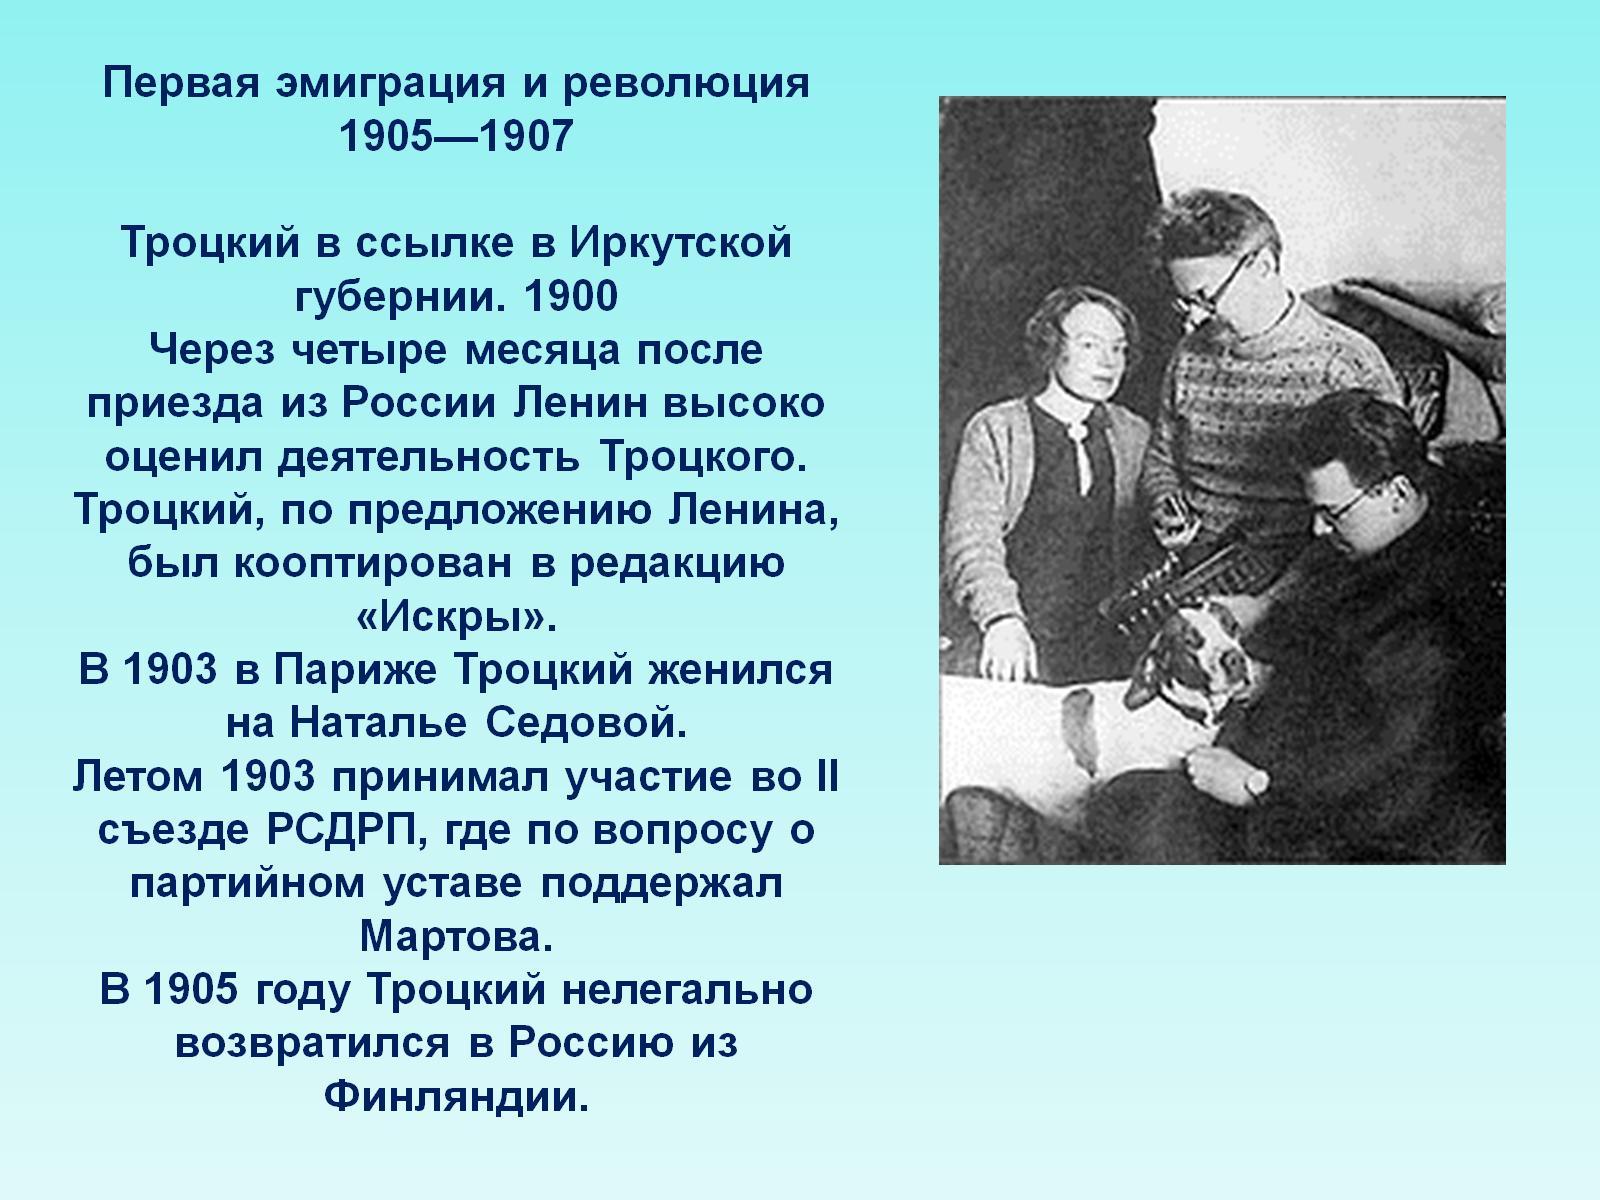 Первая эмиграция и революция
1905—1907
Троцкий в ссылке в Иркутской
губернии. 1900
Через четыре месяца после
приезда из России Ленин высоко
оценил деятельность Троцкого.
Троцкий, по предложению Ленина,
был кооптирован в редакцию
«Искры».
В 1903 в Париже Троцкий женился
на Наталье Седовой.
Летом 1903 принимал участие во II
съезде РСДРП, где по вопросу о
партийном уставе поддержал
Мартова.
В 1905 году Троцкий нелегально
возвратился в Россию из
Финляндии.